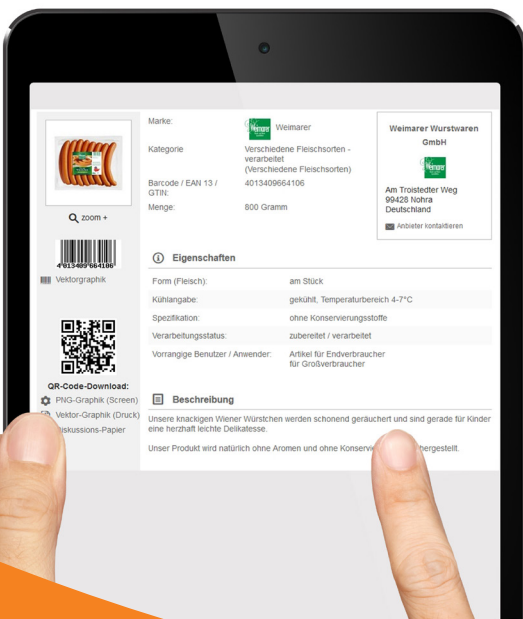 zoom +
4 013409 664106
Vektorgraphik
QR-Code-Download:
PNG-Graphik (Screen)
Vektor-Graphik (Druck)
iskussions-Papier
Marke:
Weimarer
Weimarer
Kategorie
Verschiedene Fleischsorten -
verarbeitet
(Verschiedene Fleischsorten)
Barcode / EAN 13 /
GTIN:
4013409664106
Menge:
800 Gramm
Weimarer Wurstwaren
GmbH
Weimarer
Am Troistedter Weg
99428 Nohra
Deutschland
Anbieter kontaktieren
Eigenschaften
Form (Fleisch):
am Stück
Kühlangabe:
gekühlt, Temperaturbereich 4-7°C
Spezifikation:
ohne Konservierungsstoffe
Verarbeitungsstatus:
zubereitet / verarbeitet
Vorrangige Benutzer / Anwender:
Artikel für Endverbraucher
für Großverbraucher
Beschreibung
Unsere knackigen Wiener Würstchen werden schonend geräuchert und sind gerade für Kinder
eine herzhaft leichte Delikatesse.
Unser Produkt wird natürlich ohne Aromen und ohne Konservie hergestellt.